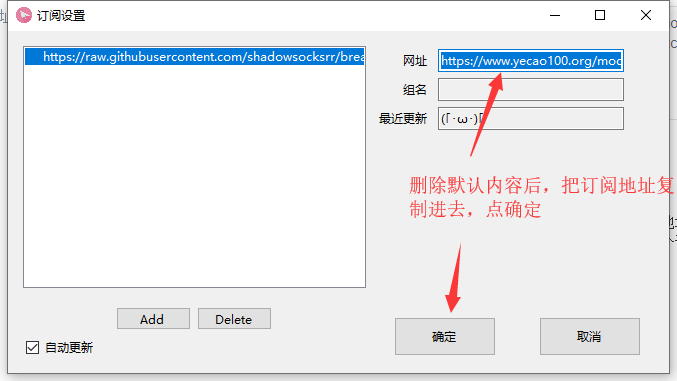 订阅设置
https://raw.githubusercontent.com/shadowsocksrr/brea
网址
https://www.yecao100.org/mod
组名
最近更新
(｢･ω･)｢
删除默认内容后，把订阅地址复
制进去，点确定
Add
Delete
自动更新
确定
取消